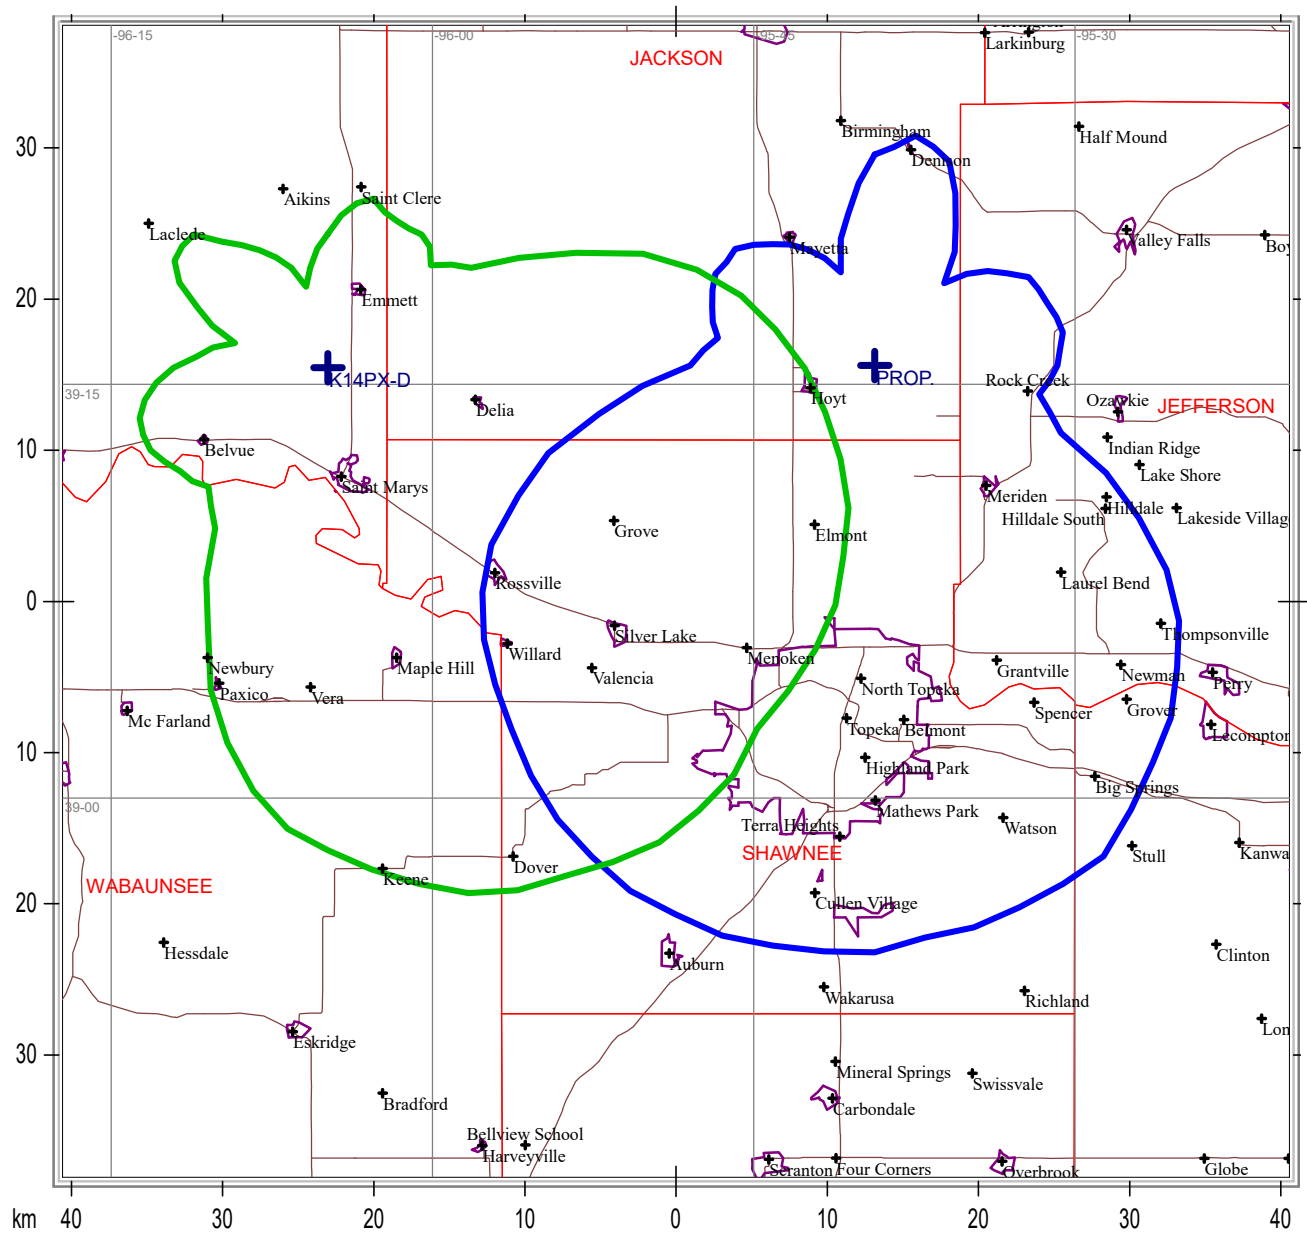 -96-15
-96-00
-95-45
-95-30
Larkinburg
JACKSON
30
Birmingham
Half Mound
Dennon
Aikins
Saint Clere
Laclede
Mayetta
Valley Falls
20
Emmett
K14PX-D
PROP.
39-15
Rock Creek
Hoyt
Ozawkie
Delia
JEFFERSON
10
Belvue
Indian Ridge
Lake Shore
Saint Marys
Meriden
Hilldale
Hilldale South
Lakeside Villag
Grove
Elmont
Rossville
Laurel Bend
0
Silver Lake
Thompsonville
Willard
Menoken
Newbury
Maple Hill
Valencia
Grantville
Newman
Perry
Paxico
Vera
North Topeka
Mc Farland
Topeka
Belmont
Spencer
Grover
Lecompton
10
Highland Park
Big Springs
39-00
Mathews Park
Terra Heights
Watson
SHAWNEE
Stull
Kanwa
Dover
Keene
WABAUNSEE
20
Cullen Village
Hessdale
Auburn
Clinton
Wakarusa
Richland
Lon
Eskridge
30
Mineral Springs
Swissvale
Bradford
Carbondale
Bellview School
Harveyville
Scranton
Four Corners
Overbrook
Globe
km
40
30
20
10
0
10
20
30
40